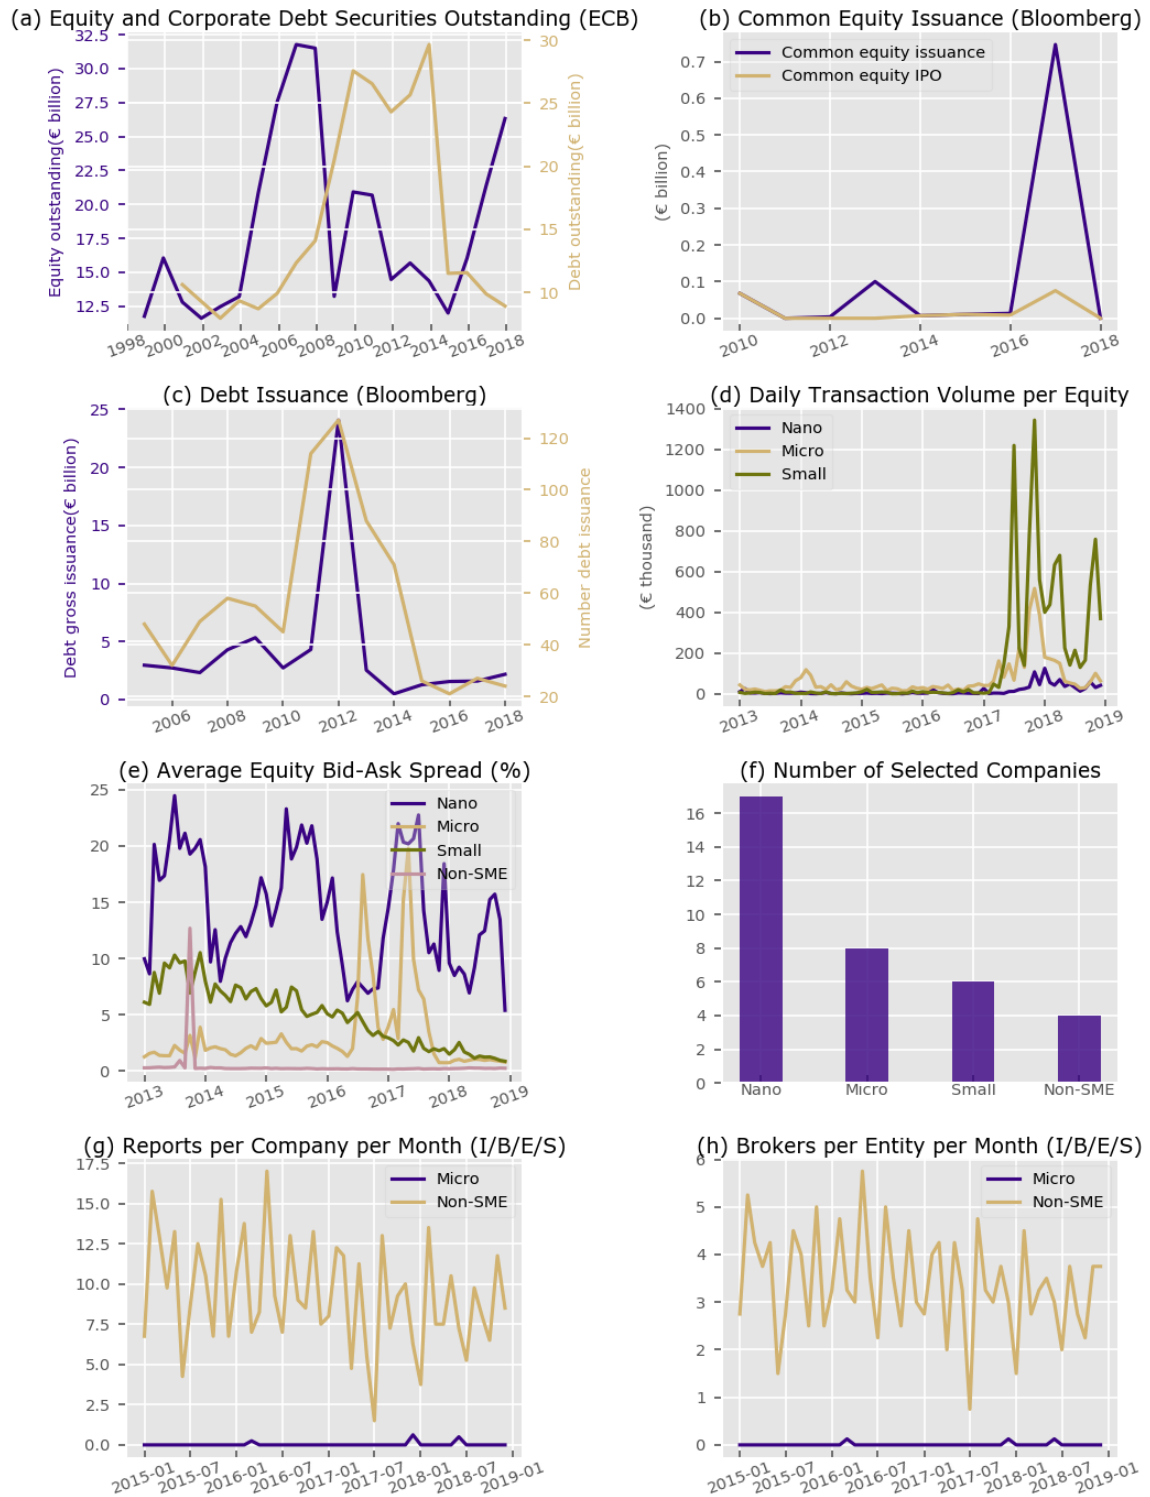 (a) Equity and Corporate Debt Securities Outstanding (ECB)
32.5
30.0
27.5
25.0
22.5
20.0
17.5
15.0
12.5
Equity outstanding(€ billion)
30
25
20
15
10
Debt outstanding(€ billion)
1998 2000 2002 2004 2006 2008 2010 2012 2014 2016 2018
(b) Common Equity Issuance (Bloomberg)
Common equity issuance
Common equity IPO
0.7
0.6
0.5
0.4
0.3
0.2
0.1
0.0
(€ billion)
2010 2012 2014 2016 2018
(c) Debt Issuance (Bloomberg)
25
20
15
10
5
0
Debt gross issuance(€ billion)
120
100
80
60
40
20
Number debt issuance
2006 2008 2010 2012 2014 2016 2018
(d) Daily Transaction Volume per Equity
Nano
Micro
Small
1400
1200
1000
800
600
400
200
0
(€ thousand)
2013 2014 2015 2016 2017 2018 2019
(e) Average Equity Bid-Ask Spread (%)
Nano
Micro
Small
Non-SME
25
20
15
10
5
0
2013 2014 2015 2016 2017 2018 2019
(f) Number of Selected Companies
16
14
12
10
8
6
4
2
0
Nano Micro Small Non-SME
(g) Reports per Company per Month (I/B/E/S)
Micro
Non-SME
17.5
15.0
12.5
10.0
7.5
5.0
2.5
0.0
2015-01 2015-07 2016-01 2016-07 2017-01 2017-07 2018-01 2018-07 2019-01
(h) Brokers per Entity per Month (I/B/E/S)
Micro
Non-SME
6
5
4
3
2
1
0
2015-01 2015-07 2016-01 2016-07 2017-01 2017-07 2018-01 2018-07 2019-01